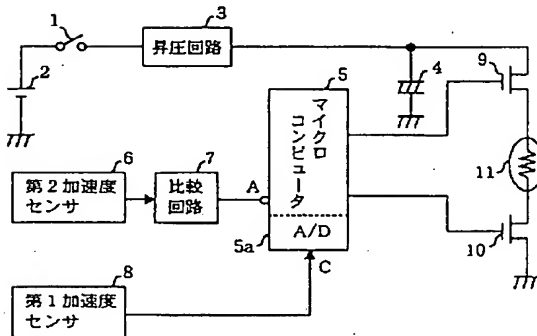 1
2
3
昇圧回路
4
5
マイクロ
コンピュータ
A/D
5a
A
C
6
第2加速度
センサ
7
比較
回路
8
第1加速度
センサ
9
10
11